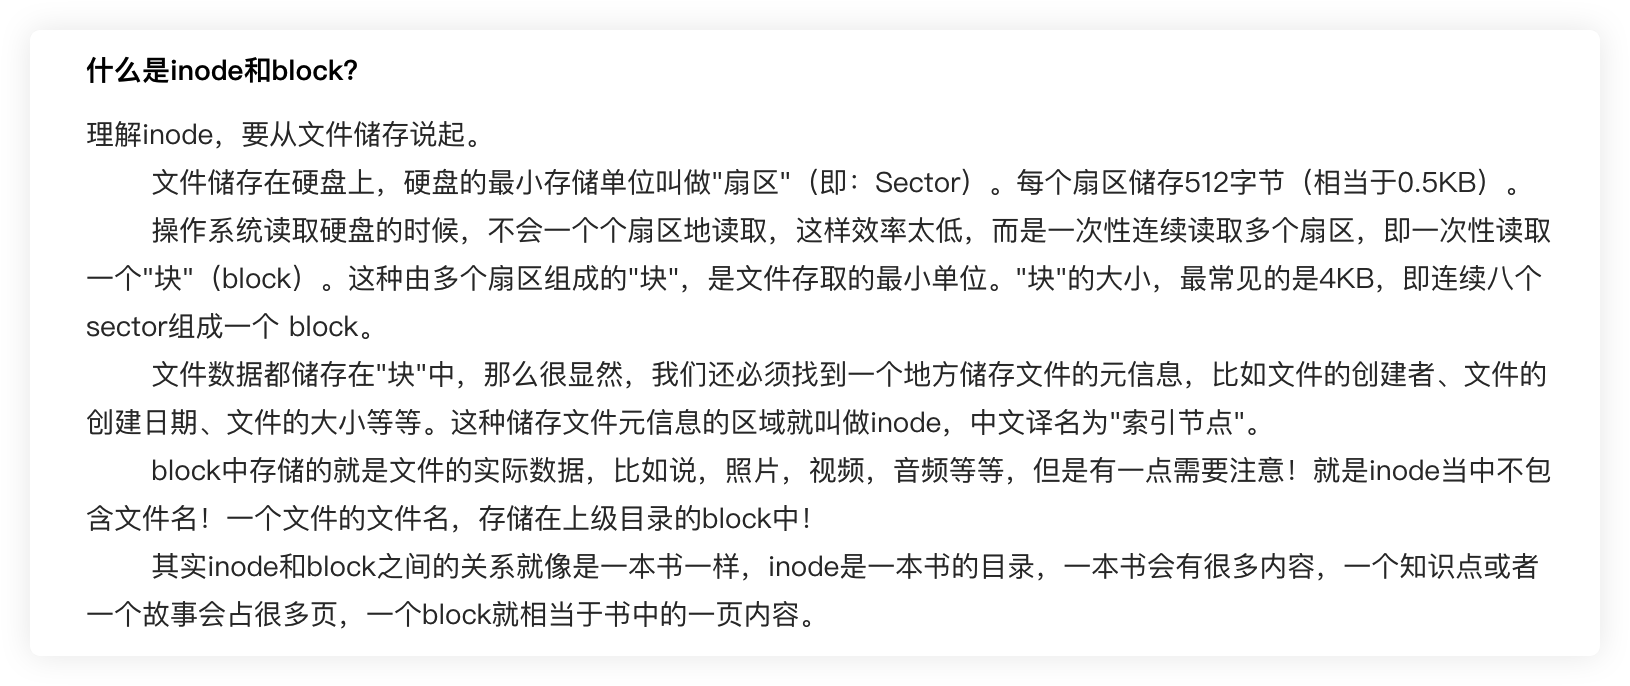 什么是inode和block?
理解inode，要从文件储存说起。
文件储存在硬盘上，硬盘的最小存储单位叫做"扇区"（即：Sector）。每个扇区储存512字节（相当于0.5KB）。
操作系统读取硬盘的时候，不会一个个扇区地读取，这样效率太低，而是一次性连续读取多个扇区，即一次性读取
一个"块"（block）。这种由多个扇区组成的"块"，是文件存取的最小单位。"块"的大小，最常见的是4KB，即连续八个
sector组成一个 block。
文件数据都储存在"块"中，那么很显然，我们还必须找到一个地方储存文件的元信息，比如文件的创建者、文件的
创建日期、文件的大小等等。这种储存文件元信息的区域就叫做inode，中文译名为"索引节点"。
block中存储的就是文件的实际数据，比如说，照片，视频，音频等等，但是有一点需要注意！就是inode当中不包
含文件名！一个文件的文件名，存储在上级目录的block中！
其实inode和block之间的关系就像是一本书一样，inode是一本书的目录，一本书会有很多内容，一个知识点或者
一个故事会占很多页，一个block就相当于书中的一页内容。